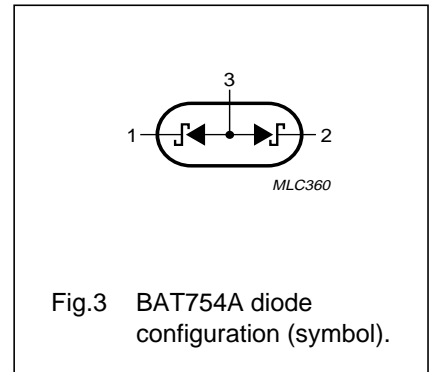 3
1
2
MLC360
Fig.3 BAT754A diode
configuration (symbol).